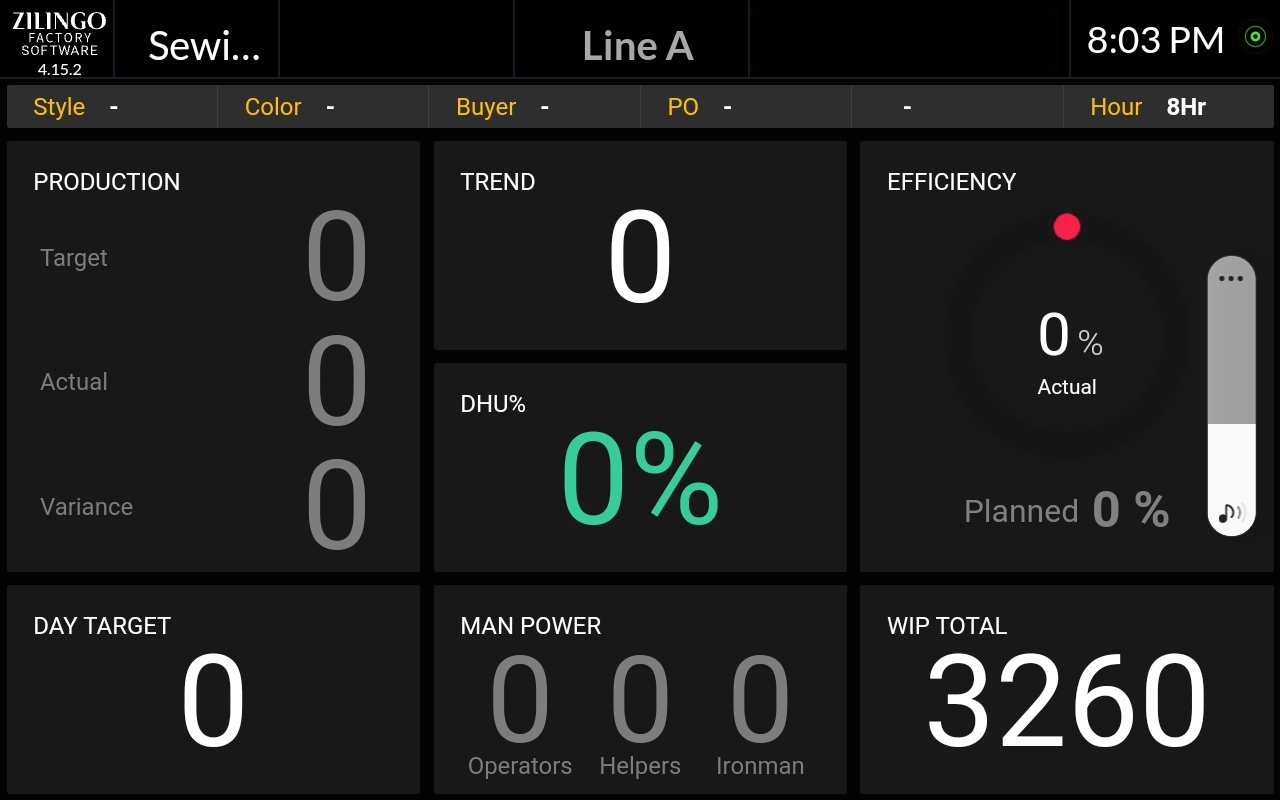 ZILINGO
FACTORY
SOFTWARE
4.15.2
Sewi...
Line A
8:03 PM
Style -
Color -
Buyer -
PO -
-
Hour 8Hr
PRODUCTION
Target 0
Actual 0
Variance 0
TREND
0
DHU%
0%
EFFICIENCY
0 %
Actual
Planned 0 %
DAY TARGET
0
MAN POWER
0 0 0
Operators Helpers Ironman
WIP TOTAL
3260